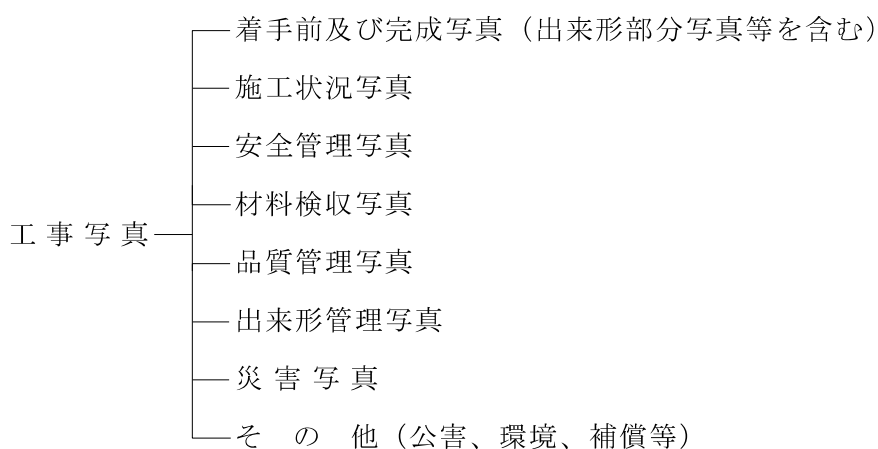 着手前及び完成写真（出来形部分写真等を含む）
施工状況写真
安全管理写真
材料検収写真
工事写真
品質管理写真
出来形管理写真
災害写真
その他（公害、環境、補償等）